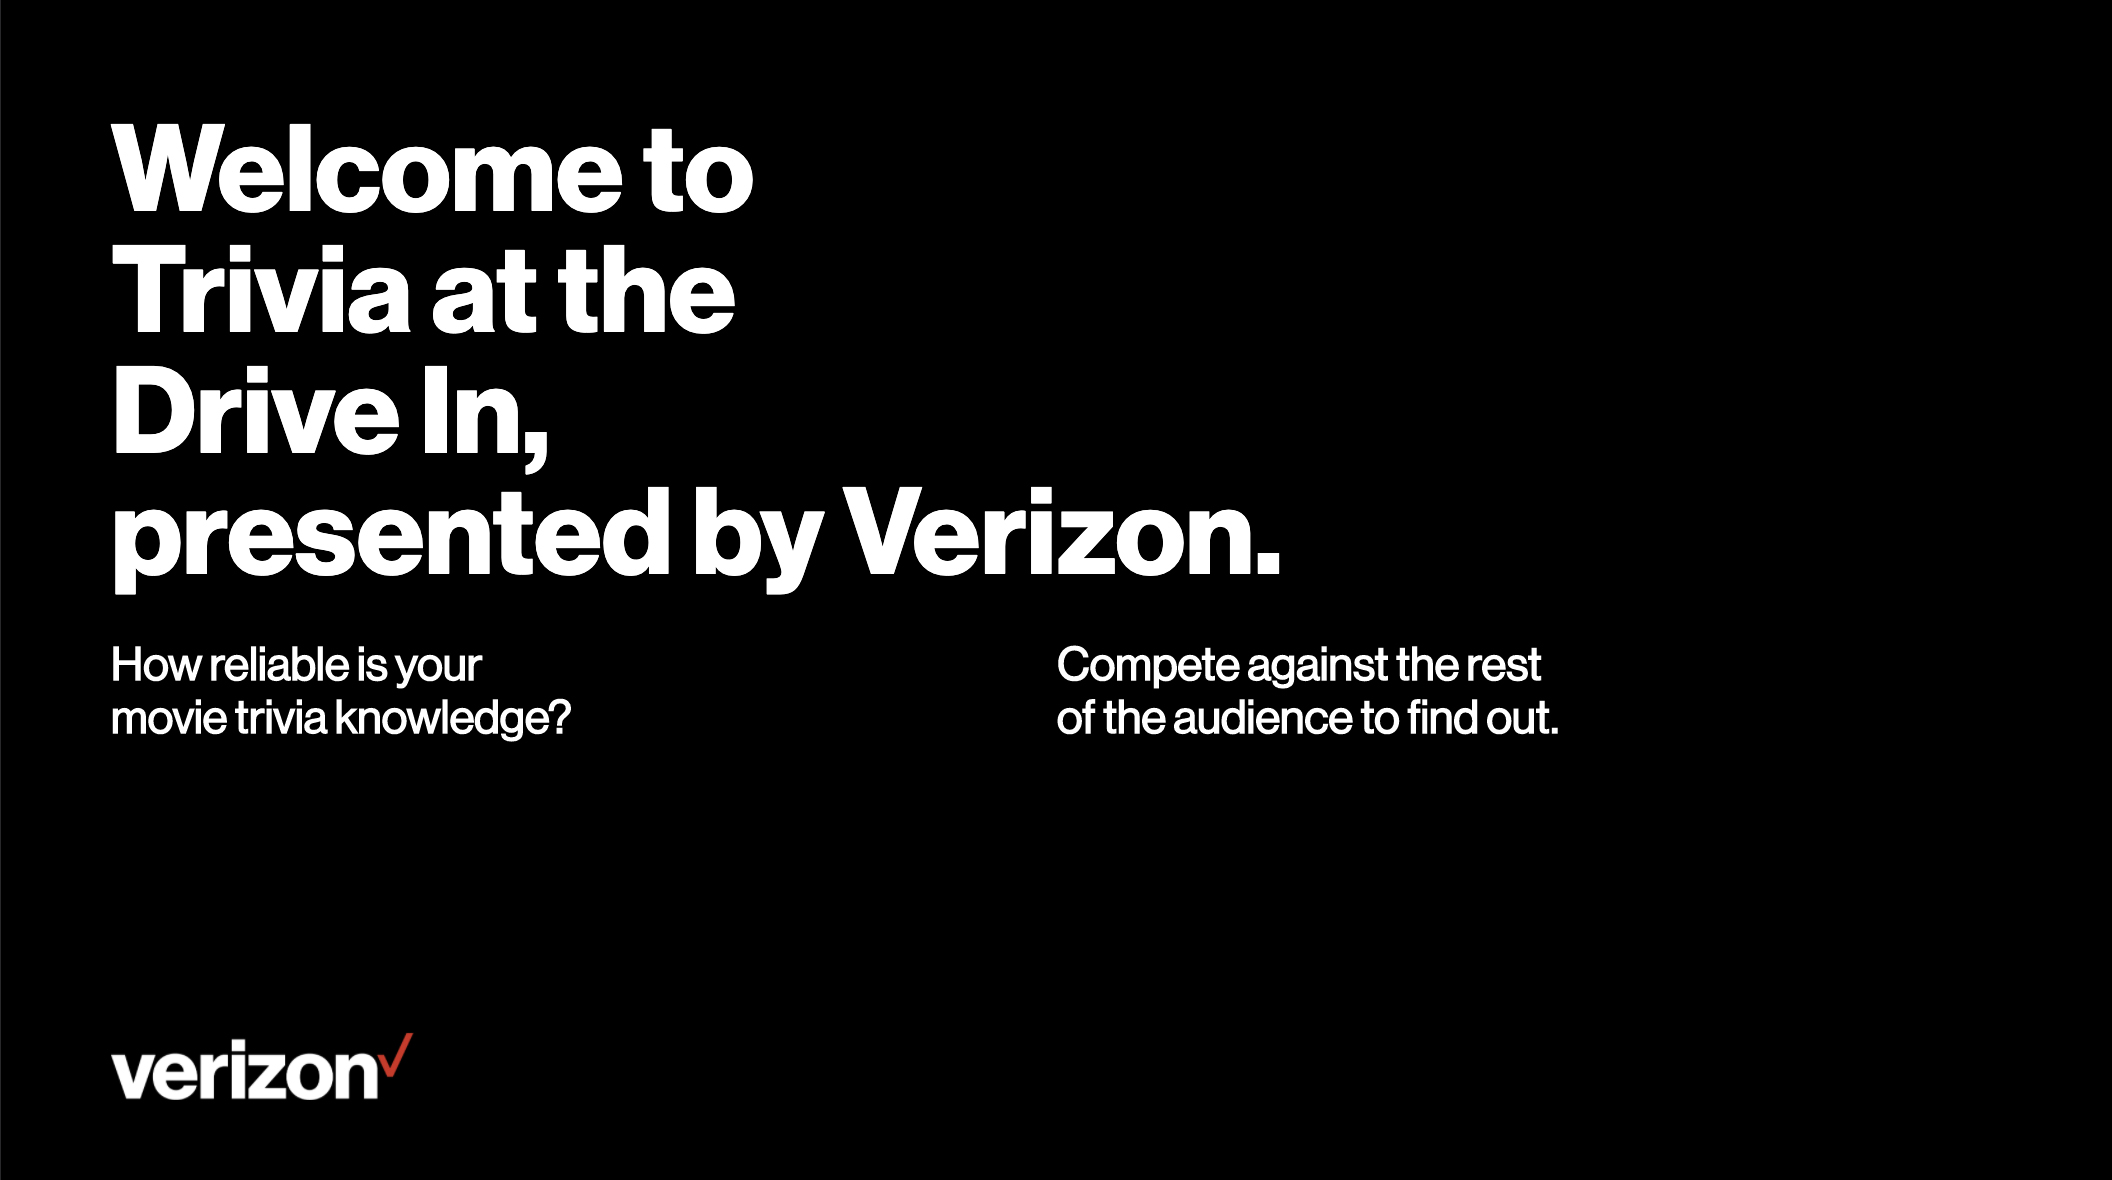 Welcome to
Trivia at the
Drive In,
presented by Verizon.
How reliable is your
movie trivia knowledge?
Compete against the rest
of the audience to find out.
verizon✓